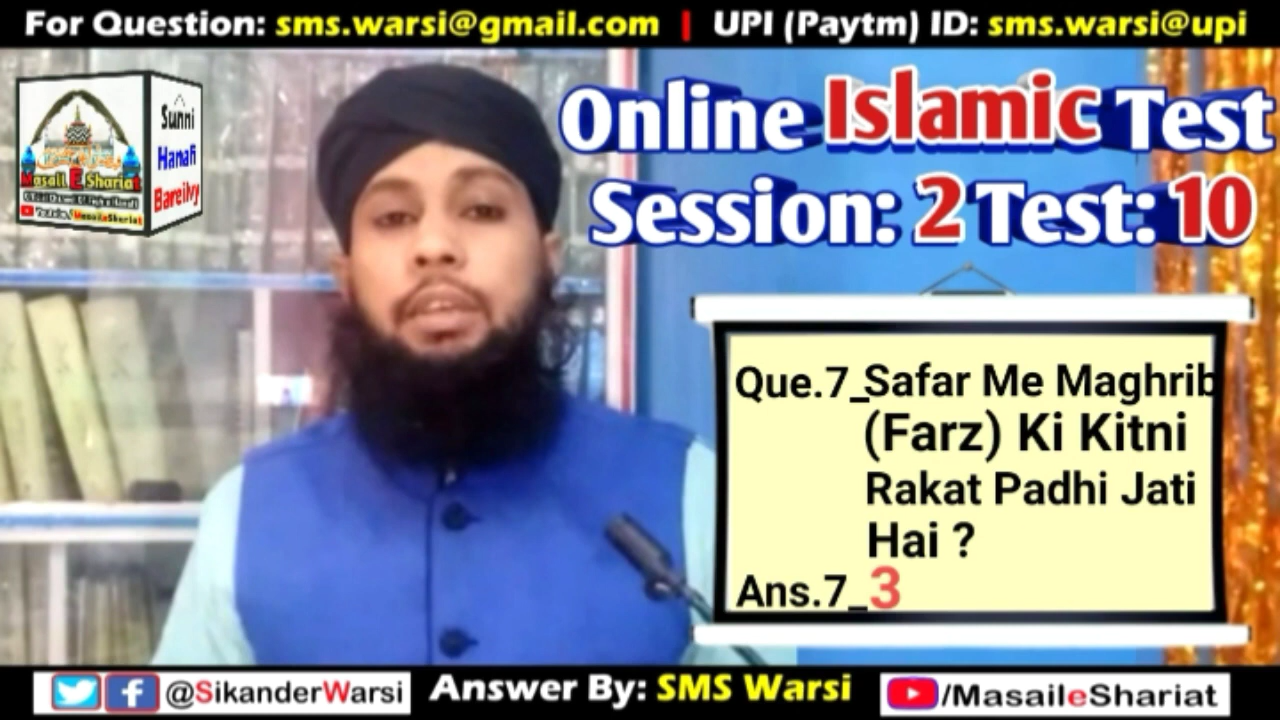 For Question: sms.warsi@gmail.com | UPI (Paytm) ID: sms.warsi@upi
Masail E Shariat
Sunni
Hanafi
Bareilvy
Online Islamic Test
Session: 2 Test: 10
Que.7_Safar Me Maghrib
(Farz) Ki Kitni
Rakat Padhi Jati
Hai ?
Ans.7_3
@SikanderWarsi
Answer By: SMS Warsi
/MasaileShariat